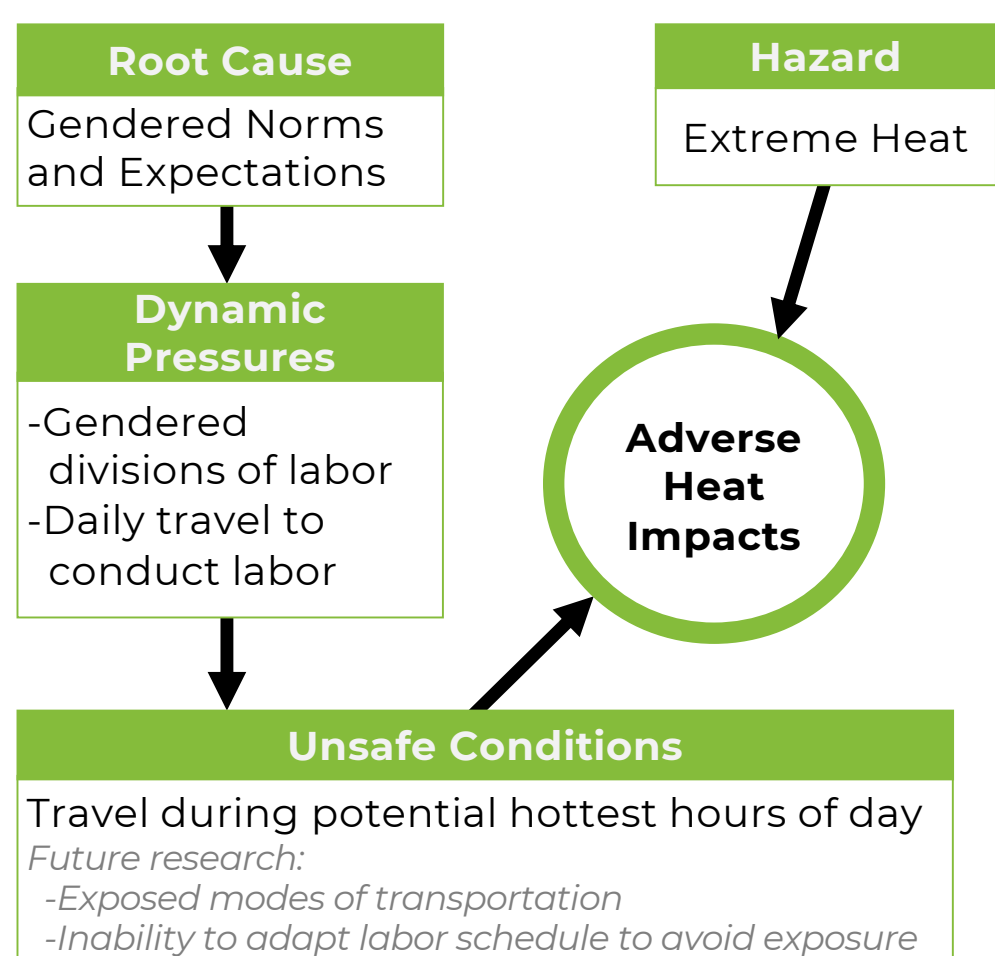 Root Cause
Gendered Norms
and Expectations
Hazard
Extreme Heat
Dynamic
Pressures
-Gendered
divisions of labor
-Daily travel to
conduct labor
Adverse
Heat
Impacts
Unsafe Conditions
Travel during potential hottest hours of day
Future research:
-Exposed modes of transportation
-Inability to adapt labor schedule to avoid exposure